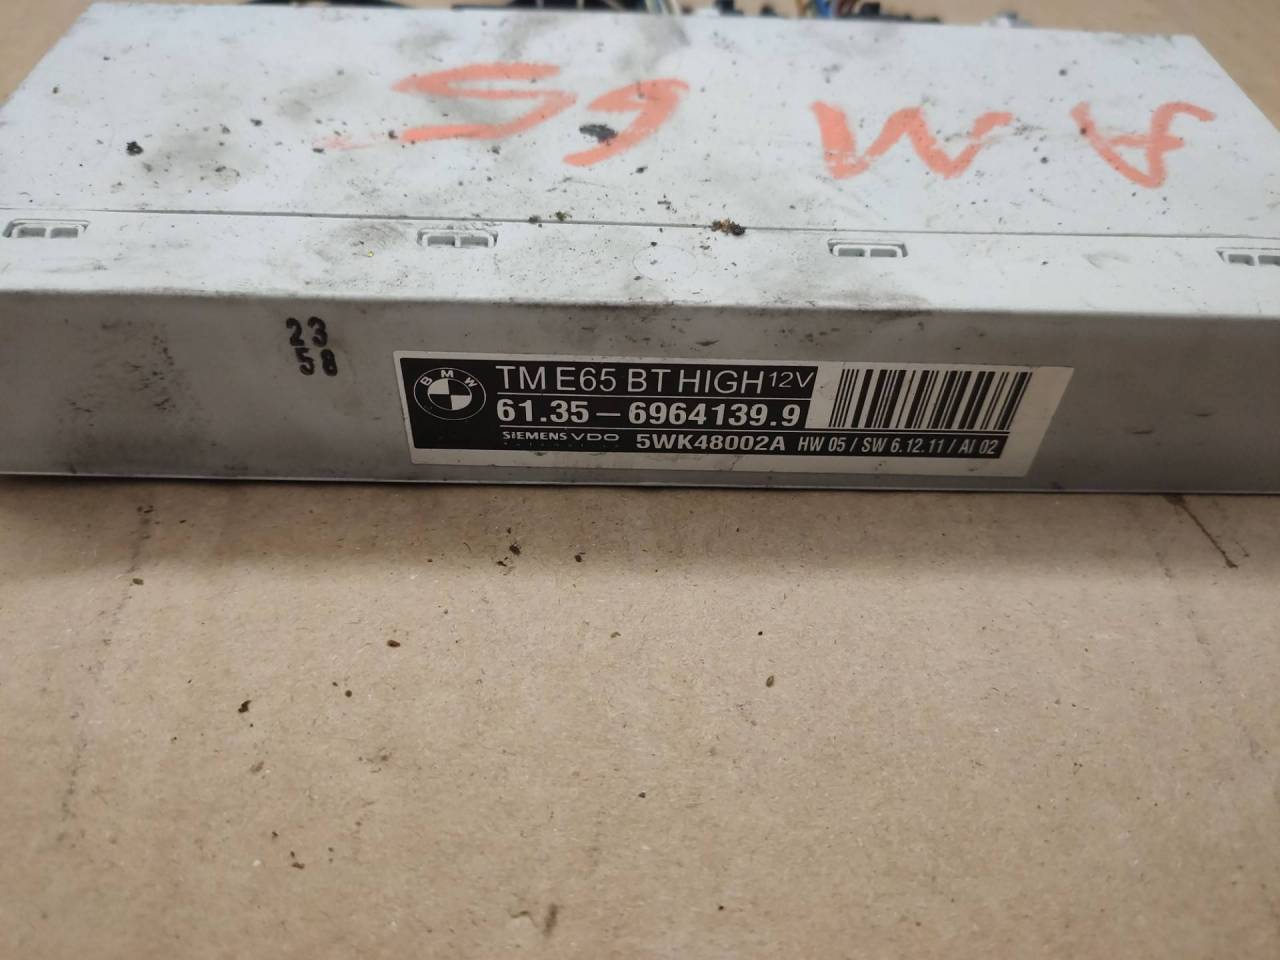 AM 65
23
58
BMW
TM E65 BT HIGH 12V
61.35 – 6964139.9
SIEMENS VDO 5WK48002A HW 05 / SW 6.12.11 / AI 02